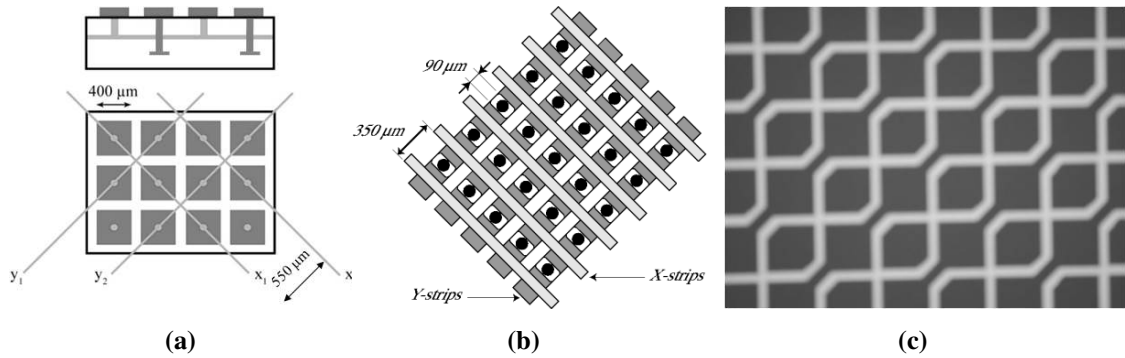 400 µm
y₁
y₂
x₁
x
550 µm
(a)
90 µm
350 µm
X-strips
Y-strips
(b)
(c)